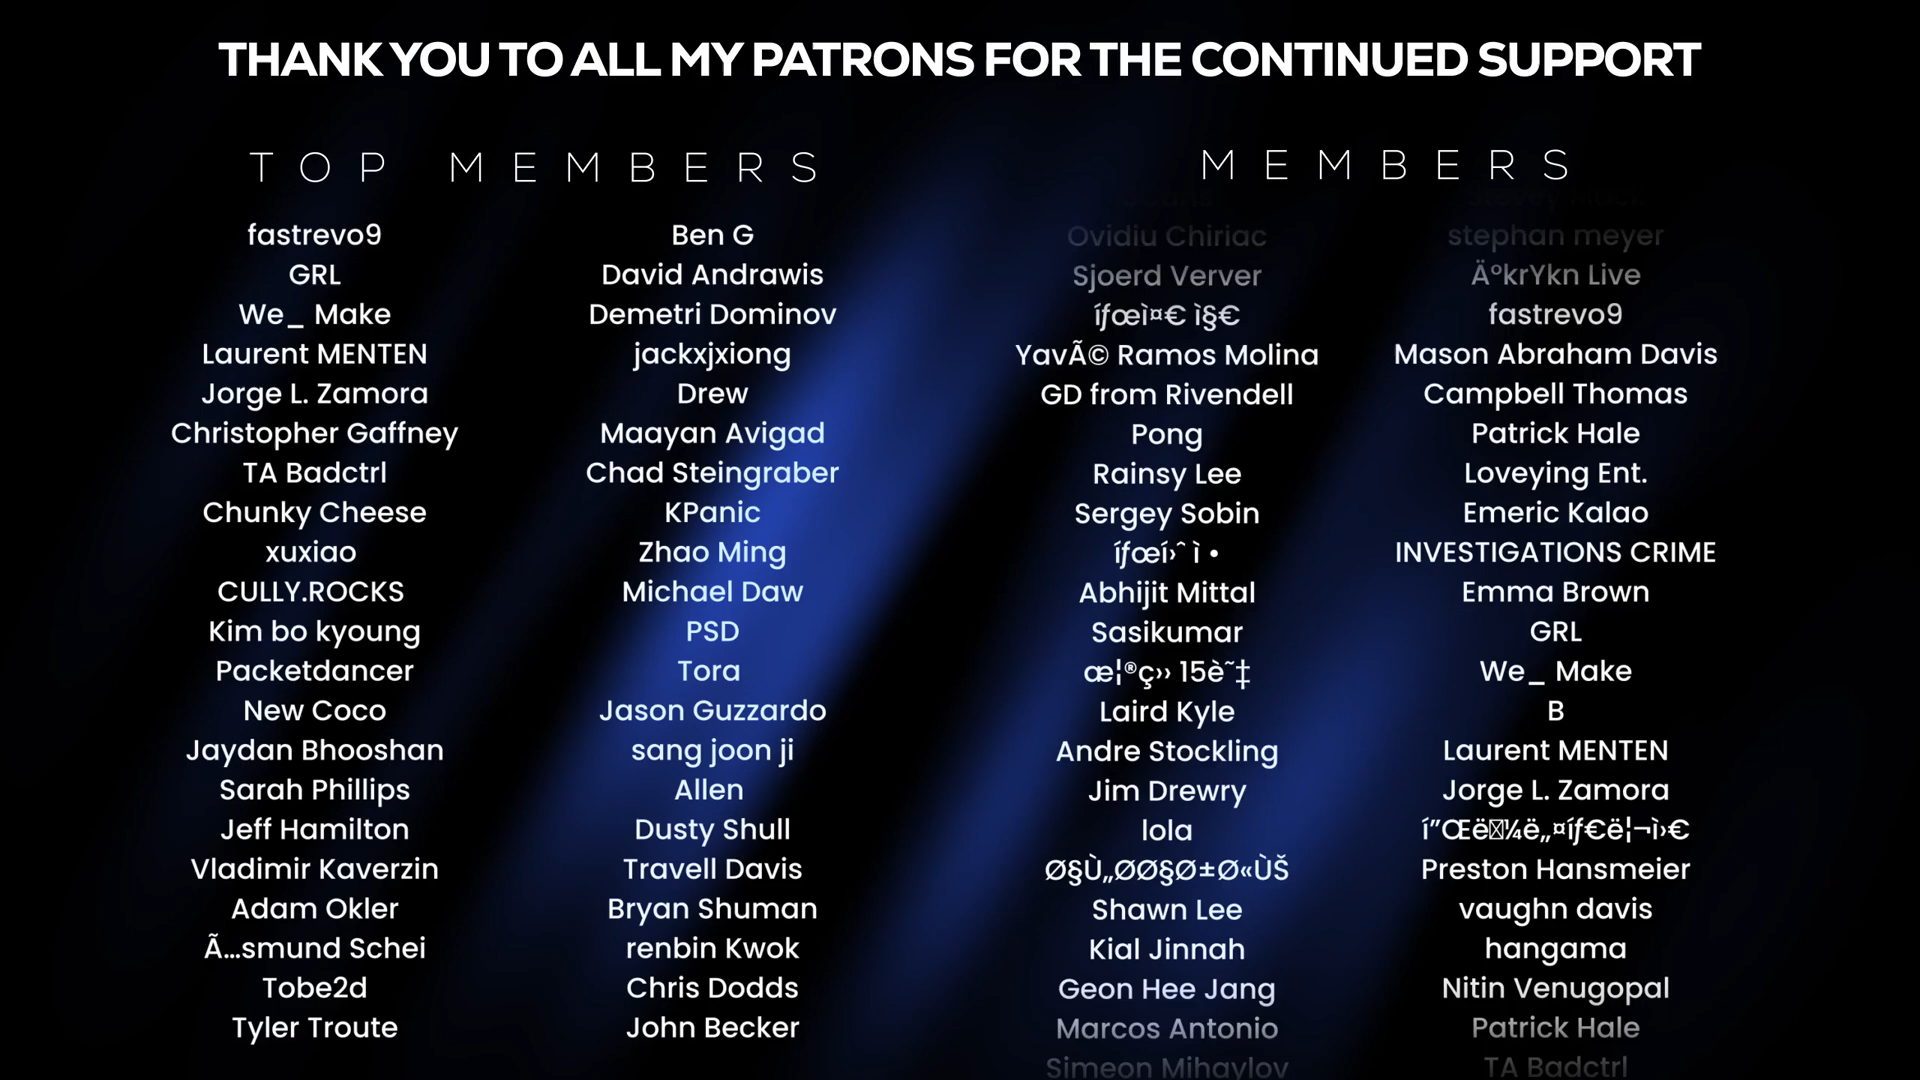 THANK YOU TO ALL MY PATRONS FOR THE CONTINUED SUPPORT
TOP MEMBERS
fastrevo9
GRL
We_ Make
Laurent MENTEN
Jorge L. Zamora
Christopher Gaffney
TA Badctrl
Chunky Cheese
xuxiao
CULLY.ROCKS
Kim bo kyoung
Packetdancer
New Coco
Jaydan Bhooshan
Sarah Phillips
Jeff Hamilton
Vladimir Kaverzin
Adam Okler
Ã…smund Schei
Tobe2d
Tyler Troute
Ben G
David Andrawis
Demetri Dominov
jackxjxiong
Drew
Maayan Avigad
Chad Steingraber
KPanic
Zhao Ming
Michael Daw
PSD
Tora
Jason Guzzardo
sang joon ji
Allen
Dusty Shull
Travell Davis
Bryan Shuman
renbin Kwok
Chris Dodds
John Becker
MEMBERS
Ovidiu Chiriac
Sjoerd Verver
íƒœì¤€ ì§€
YavÃ© Ramos Molina
GD from Rivendell
Pong
Rainsy Lee
Sergey Sobin
íƒœí›ˆ ì •
Abhijit Mittal
Sasikumar
æ¦®ç›› 15è˜‡
Laird Kyle
Andre Stockling
Jim Drewry
lola
Ø§Ù„ØØ§Ø±Ø«ÙŠ
Shawn Lee
Kial Jinnah
Geon Hee Jang
Marcos Antonio
Simeon Mihaylov
stephan meyer
Äº°krYkn Live
fastrevo9
Mason Abraham Davis
Campbell Thomas
Patrick Hale
Loveying Ent.
Emeric Kalao
INVESTIGATIONS CRIME
Emma Brown
GRL
We_ Make
B
Laurent MENTEN
Jorge L. Zamora
Preston Hansmeier
vaughn davis
hangama
Nitin Venugopal
Patrick Hale
TA Badctrl